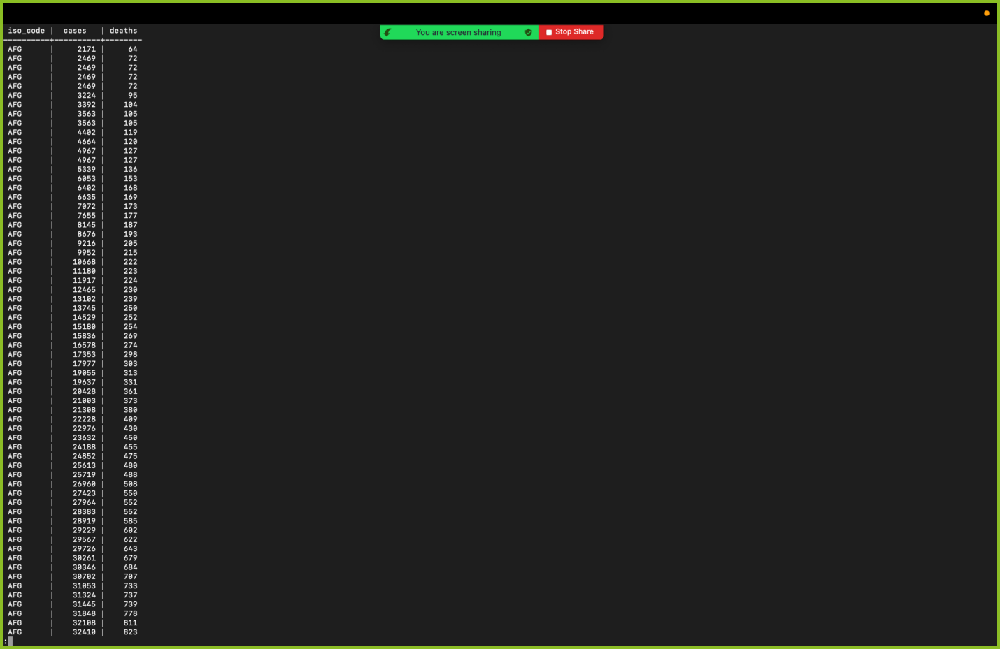 iso_code |  cases   | deaths
----------+----------+--------
You are screen sharing
Stop Share
AFG      |     2171 |     64
AFG      |     2469 |     72
AFG      |     2469 |     72
AFG      |     2469 |     72
AFG      |     2469 |     72
AFG      |     3224 |     95
AFG      |     3392 |    104
AFG      |     3563 |    105
AFG      |     3563 |    105
AFG      |     4402 |    119
AFG      |     4664 |    120
AFG      |     4967 |    127
AFG      |     4967 |    127
AFG      |     5339 |    136
AFG      |     6053 |    153
AFG      |     6402 |    168
AFG      |     6635 |    169
AFG      |     7072 |    173
AFG      |     7655 |    177
AFG      |     8145 |    187
AFG      |     8676 |    193
AFG      |     9216 |    205
AFG      |     9952 |    215
AFG      |    10668 |    222
AFG      |    11180 |    223
AFG      |    11917 |    224
AFG      |    12465 |    230
AFG      |    13102 |    239
AFG      |    13745 |    250
AFG      |    14529 |    252
AFG      |    15180 |    254
AFG      |    15836 |    269
AFG      |    16578 |    274
AFG      |    17353 |    298
AFG      |    17977 |    303
AFG      |    19055 |    313
AFG      |    19637 |    331
AFG      |    20428 |    361
AFG      |    21003 |    373
AFG      |    21308 |    380
AFG      |    22228 |    409
AFG      |    22976 |    430
AFG      |    23632 |    450
AFG      |    24188 |    455
AFG      |    24852 |    475
AFG      |    25613 |    480
AFG      |    25719 |    488
AFG      |    26960 |    508
AFG      |    27423 |    550
AFG      |    27964 |    552
AFG      |    28383 |    552
AFG      |    28919 |    585
AFG      |    29229 |    602
AFG      |    29567 |    622
AFG      |    29726 |    643
AFG      |    30261 |    679
AFG      |    30346 |    684
AFG      |    30702 |    707
AFG      |    31053 |    733
AFG      |    31324 |    737
AFG      |    31445 |    739
AFG      |    31848 |    778
AFG      |    32108 |    811
AFG      |    32410 |    823
: